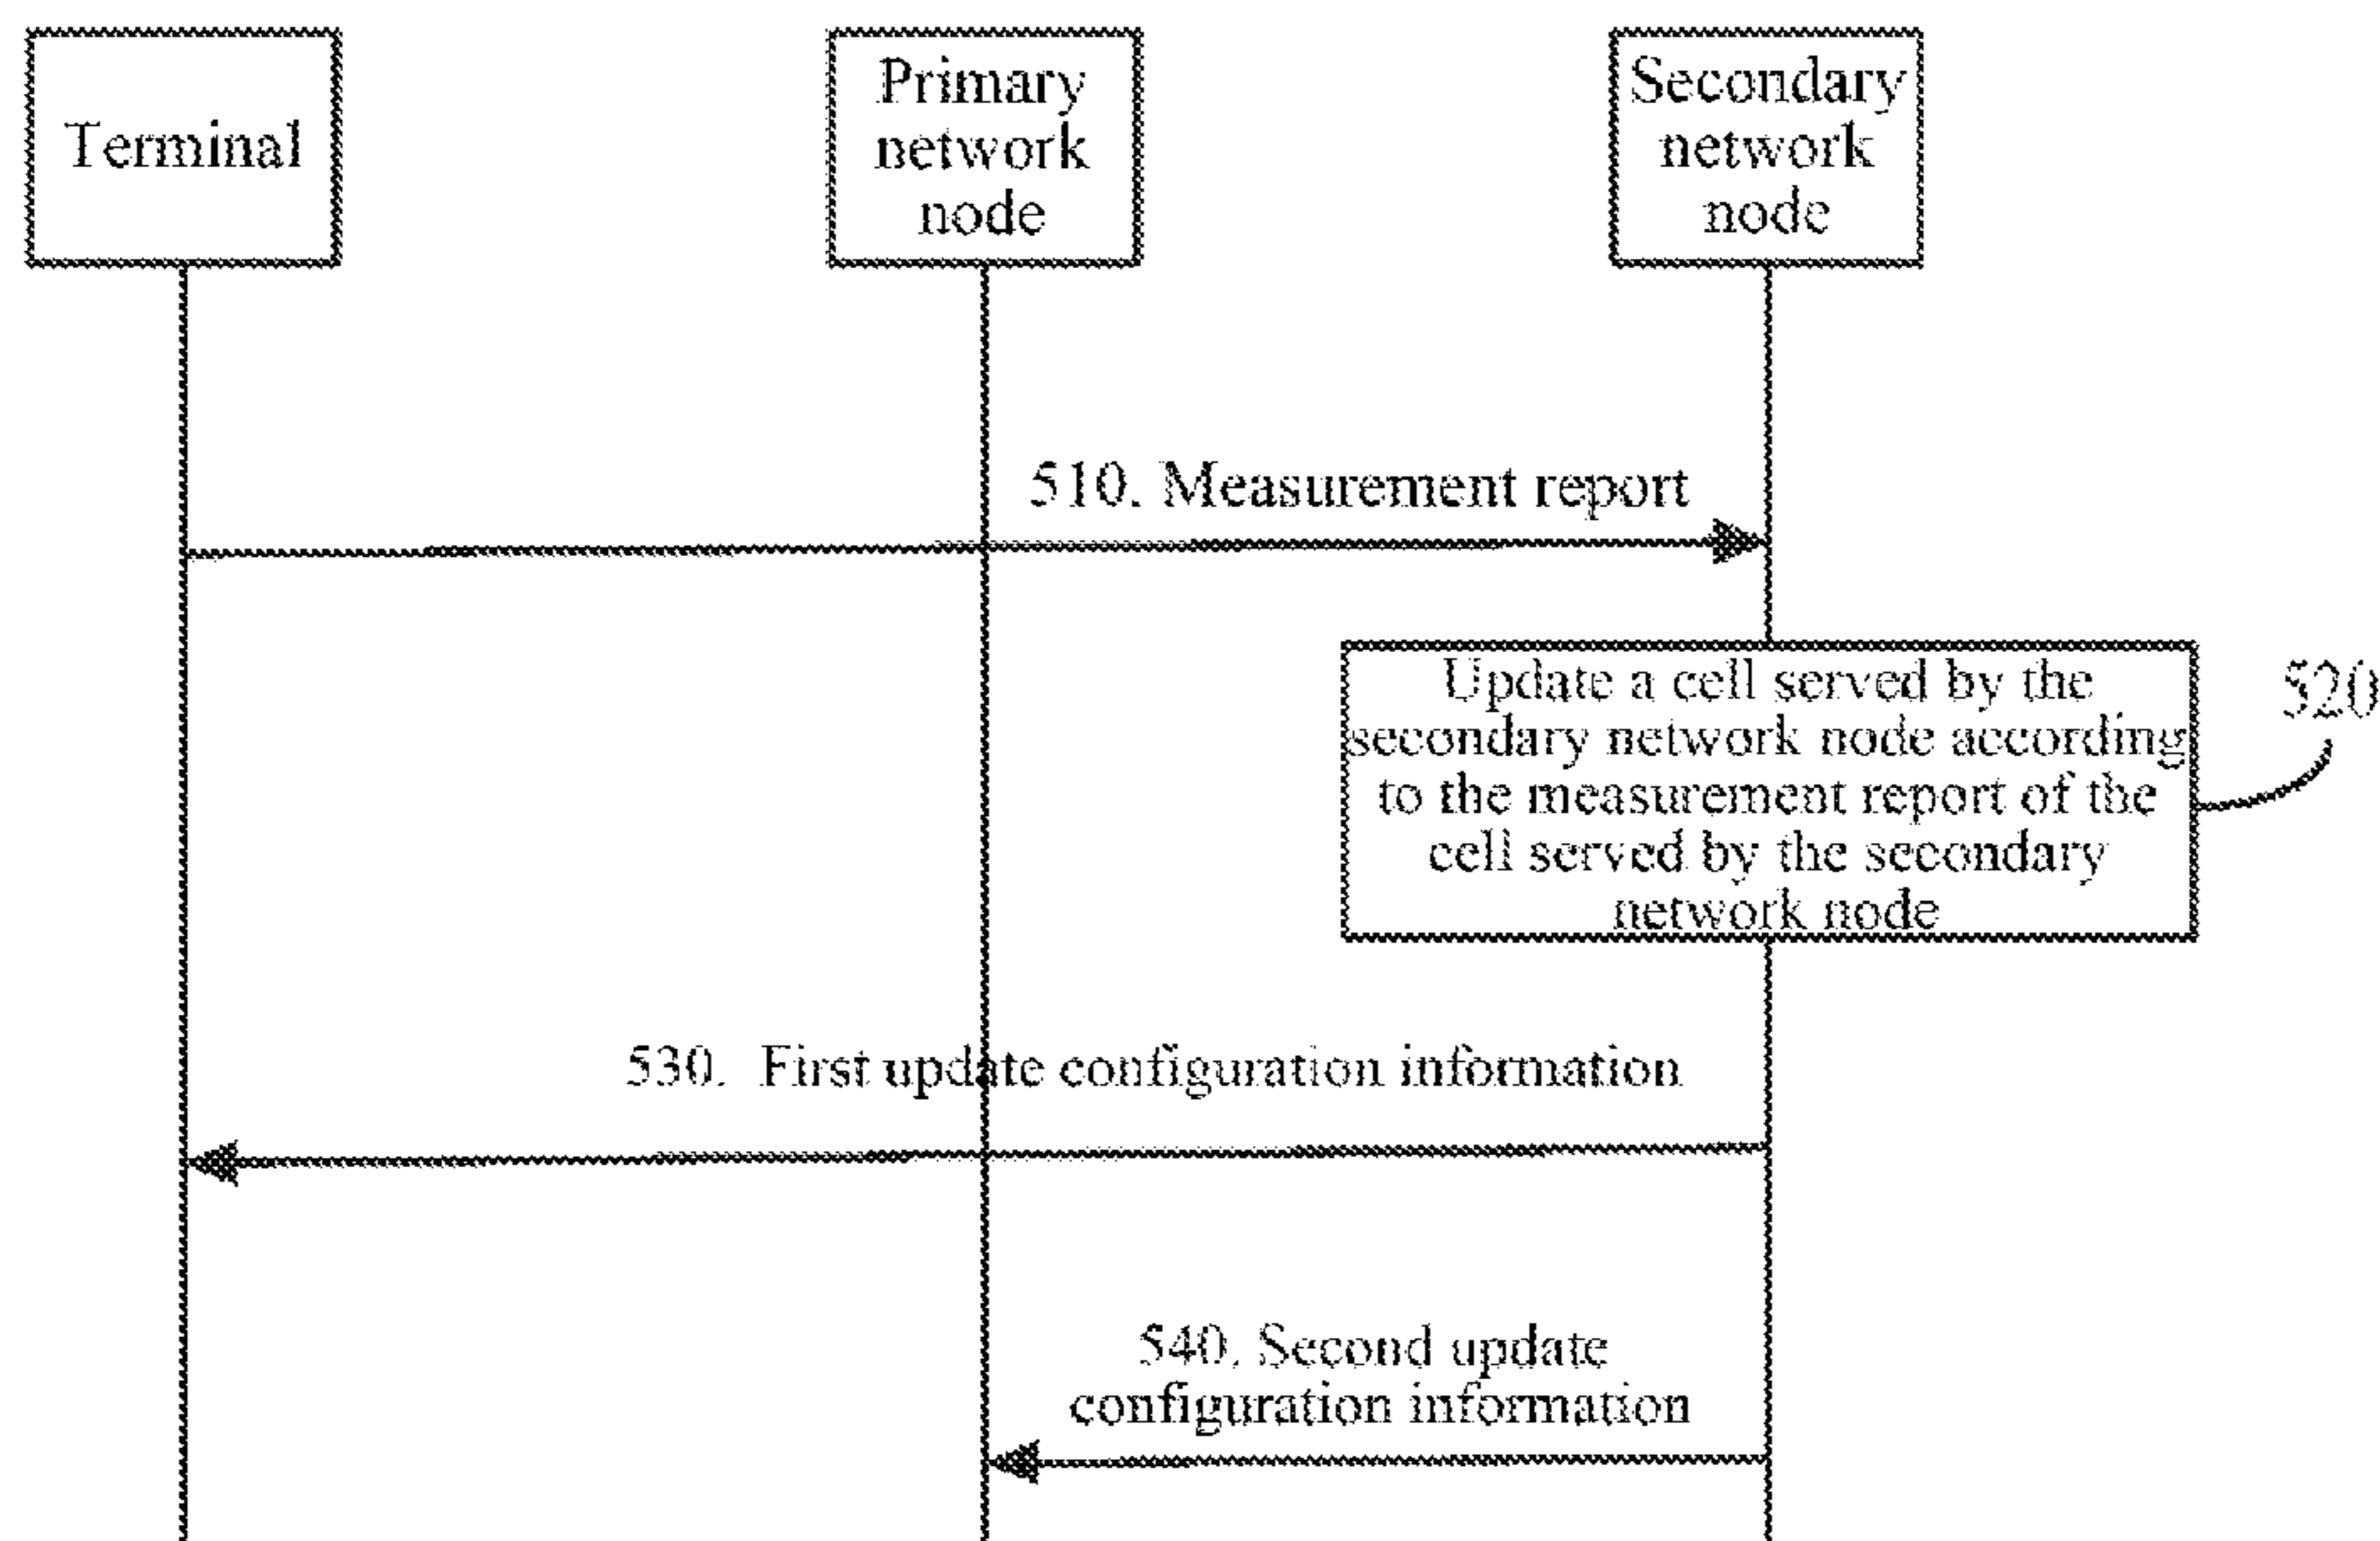 Terminal
Primary
network
node
Secondary
network
node
510. Measurement report
Update a cell served by the
secondary network node according
to the measurement report of the
cell served by the secondary
network node
520
530. First update configuration information
540. Second update
configuration information